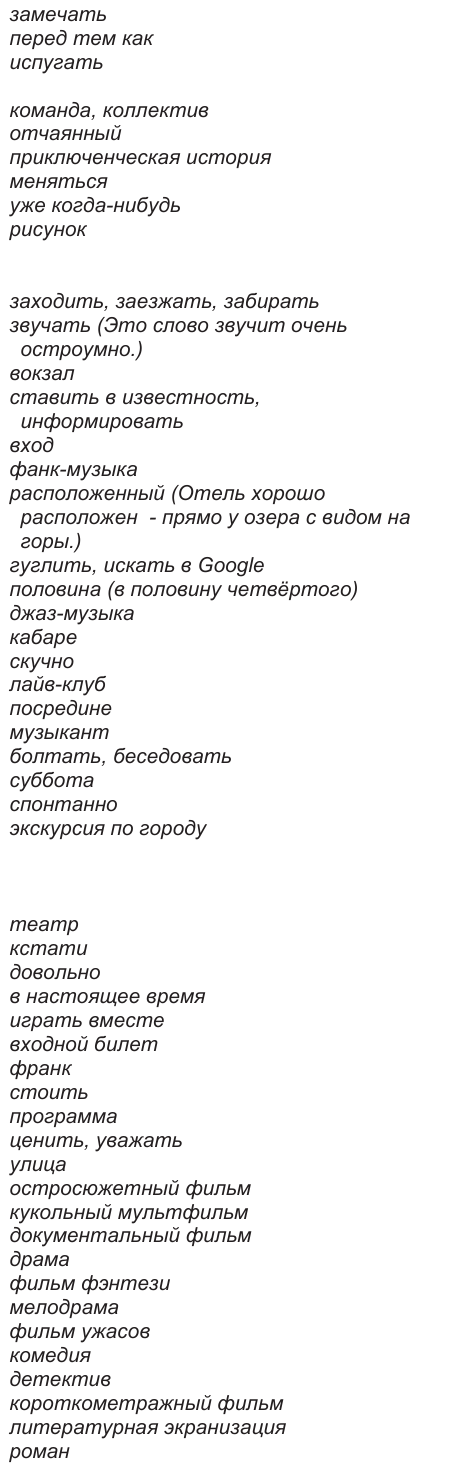 замечать
перед тем как
испугать
команда, коллектив
отчаянный
приключенческая история
меняться
уже когда-нибудь
рисунок
заходить, заезжать, забирать
звучать (Это слово звучит очень
остроумно.)
вокзал
ставить в известность,
информировать
вход
фанк-музыка
расположенный (Отель хорошо
расположен  - прямо у озера с видом на
горы.)
гуглить, искать в Google
половина (в половину четвёртого)
джаз-музыка
кабаре
скучно
лайв-клуб
посредине
музыкант
болтать, беседовать
суббота
спонтанно
экскурсия по городу
театр
кстати
довольно
в настоящее время
играть вместе
входной билет
франк
стоить
программа
ценить, уважать
улица
остросюжетный фильм
кукольный мультфильм
документальный фильм
драма
фильм фэнтези
мелодрама
фильм ужасов
комедия
детектив
короткометражный фильм
литературная экранизация
роман